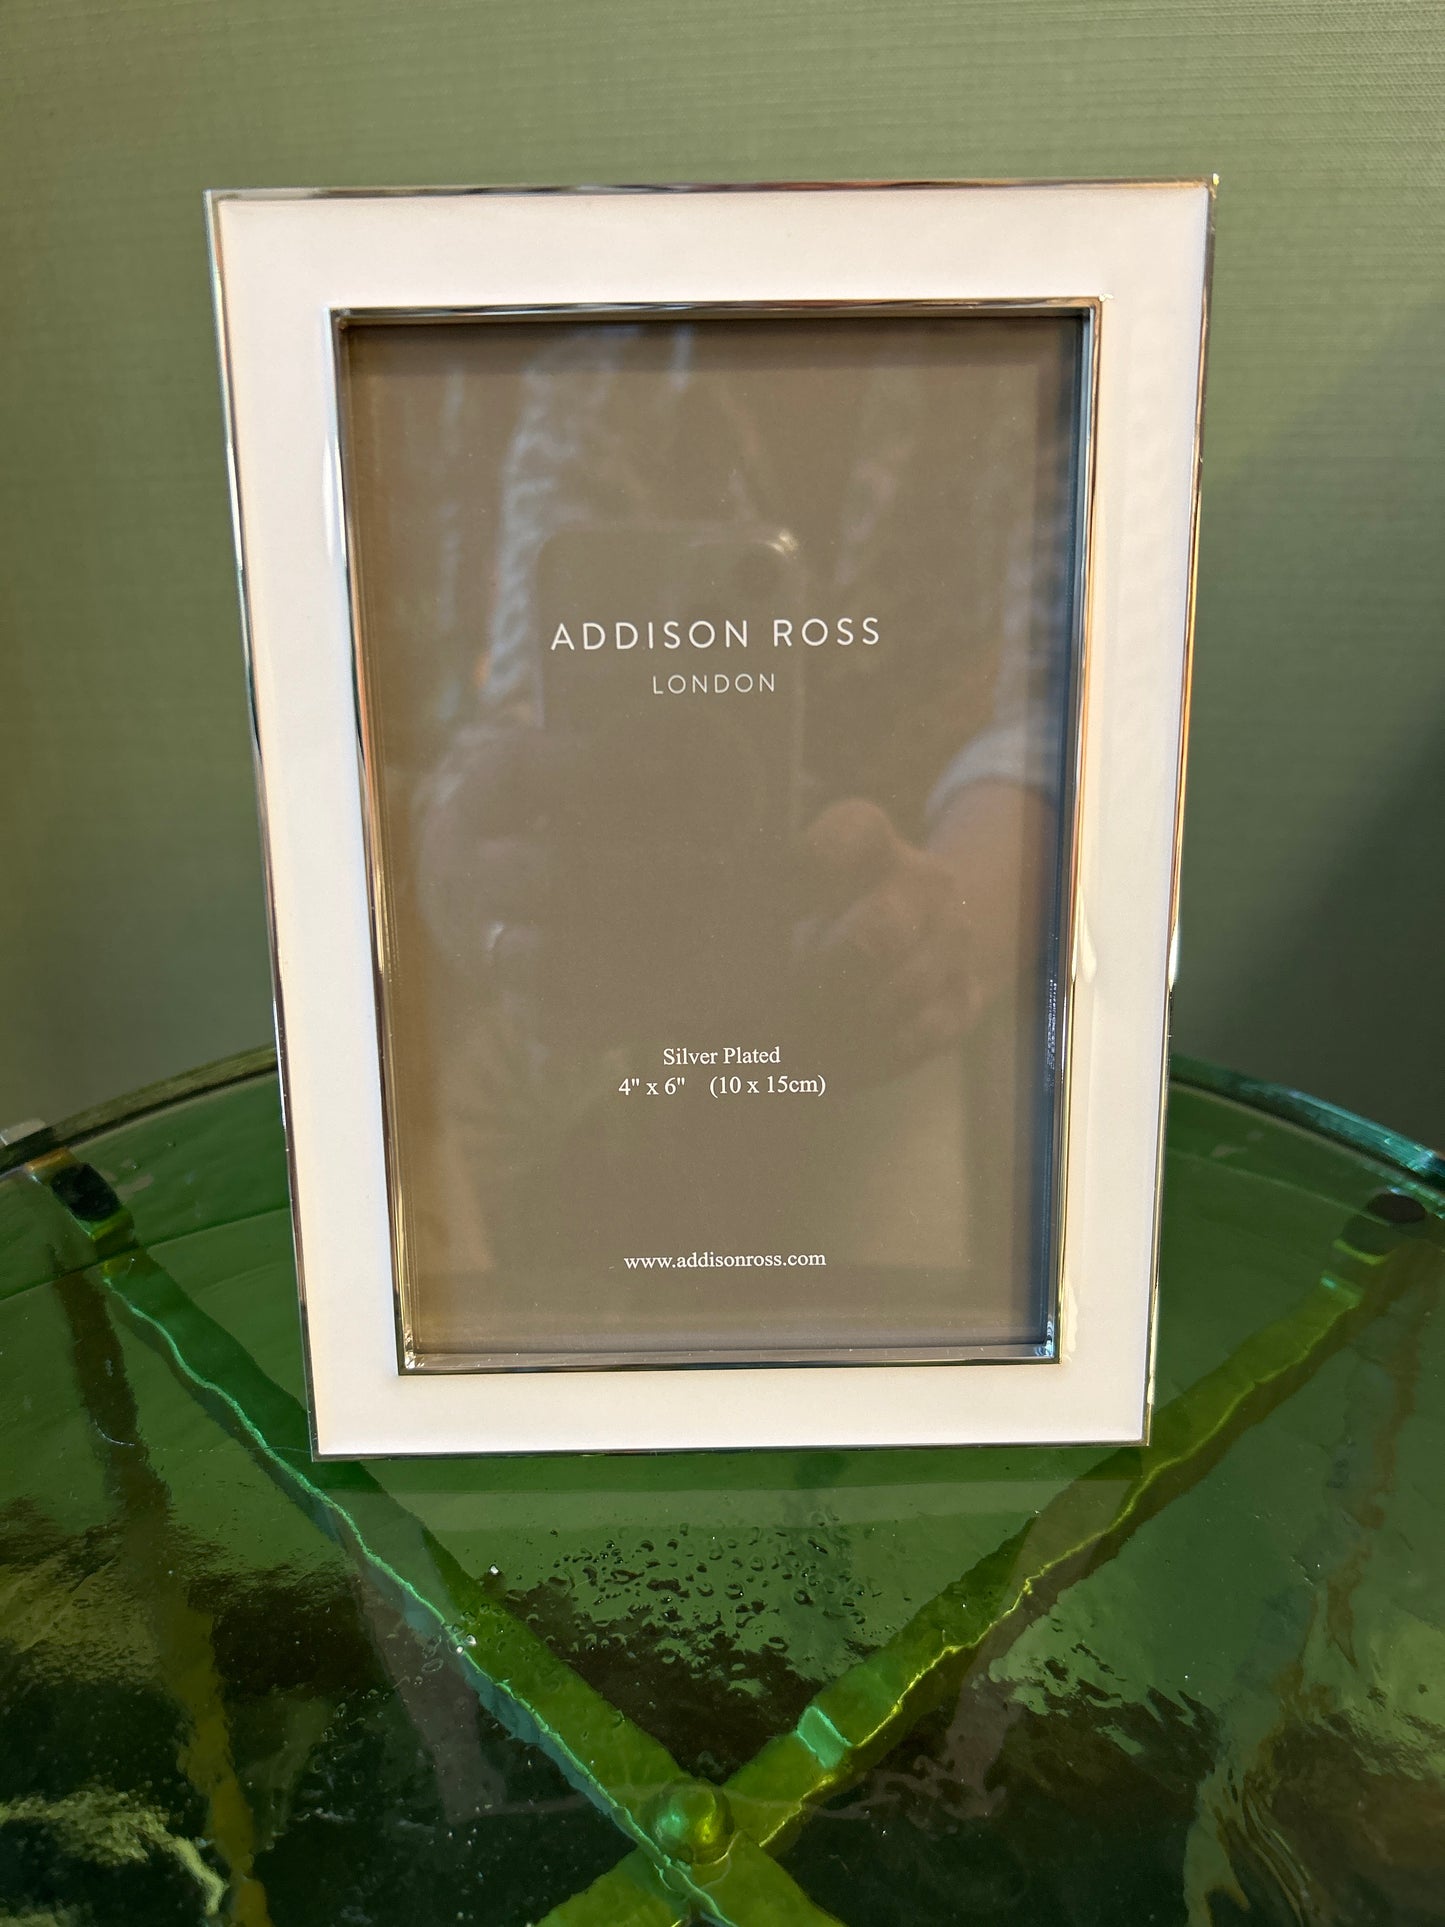 ADDISON ROSS
LONDON
Silver Plated
4" x 6" (10 x 15cm)
www.addisonross.com